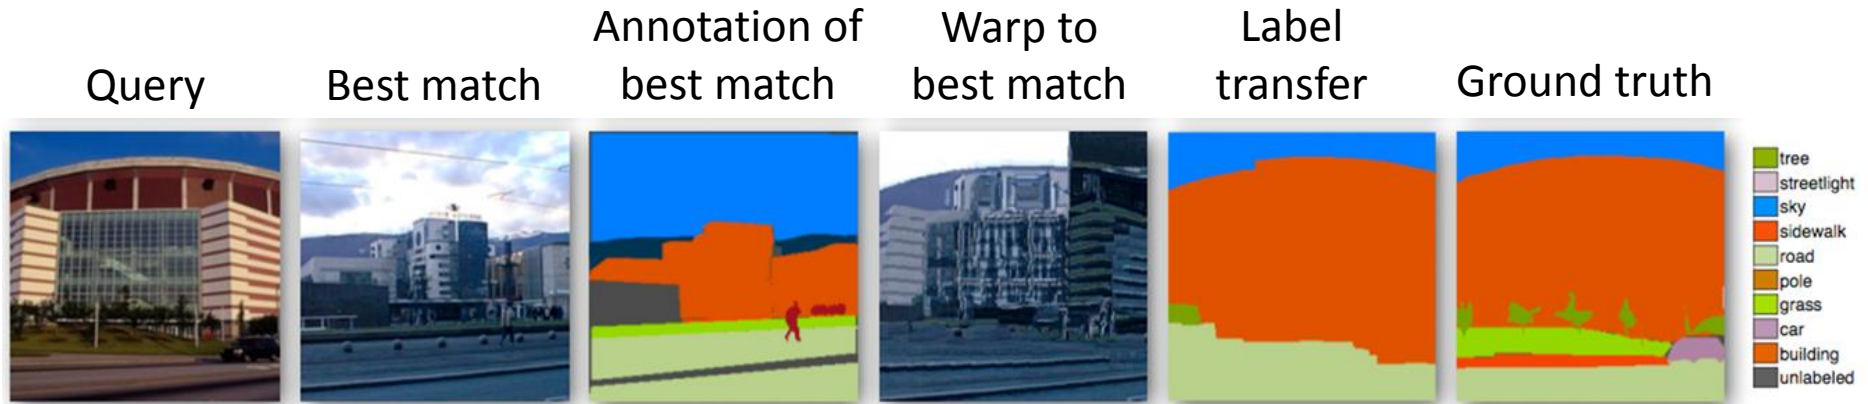 Query
Best match
Annotation of
best match
Warp to
best match
Label
transfer
Ground truth
tree
streetlight
sky
sidewalk
road
pole
grass
car
building
unlabeled